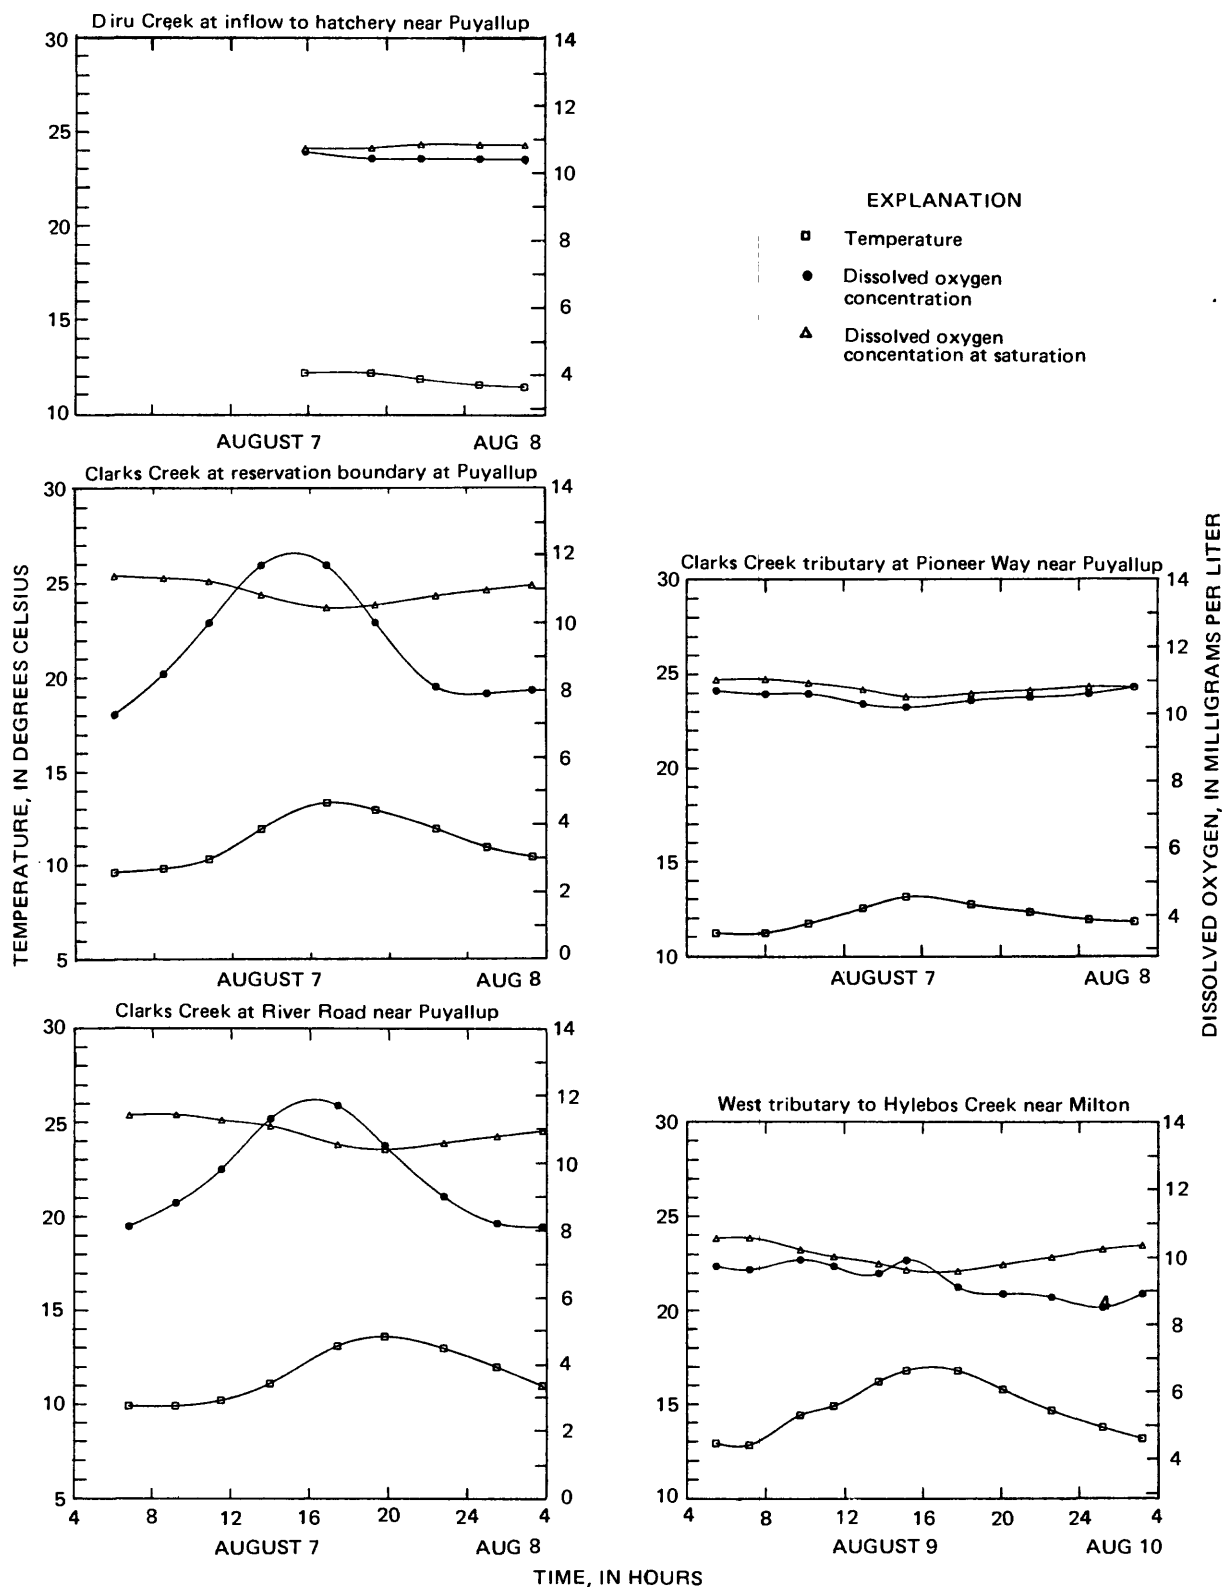 Diru Creek at inflow to hatchery near Puyallup
30
25
20
15
10
14
12
10
8
6
4
AUGUST 7
AUG 8
EXPLANATION
Temperature
Dissolved oxygen
concentration
Dissolved oxygen
concentation at saturation
Clarks Creek at reservation boundary at Puyallup
30
25
20
15
10
5
14
12
10
8
6
4
2
0
AUGUST 7
AUG 8
TEMPERATURE, IN DEGREES CELSIUS
Clarks Creek tributary at Pioneer Way near Puyallup
30
25
20
15
10
14
12
10
8
6
4
AUGUST 7
AUG 8
DISSOLVED OXYGEN, IN MILLIGRAMS PER LITER
Clarks Creek at River Road near Puyallup
30
25
20
15
10
5
14
12
10
8
6
4
2
0
4 8 12 16 20 24 4
AUGUST 7
AUG 8
West tributary to Hylebos Creek near Milton
30
25
20
15
10
14
12
10
8
6
4
4 8 12 16 20 24 4
AUGUST 9
AUG 10
TIME, IN HOURS